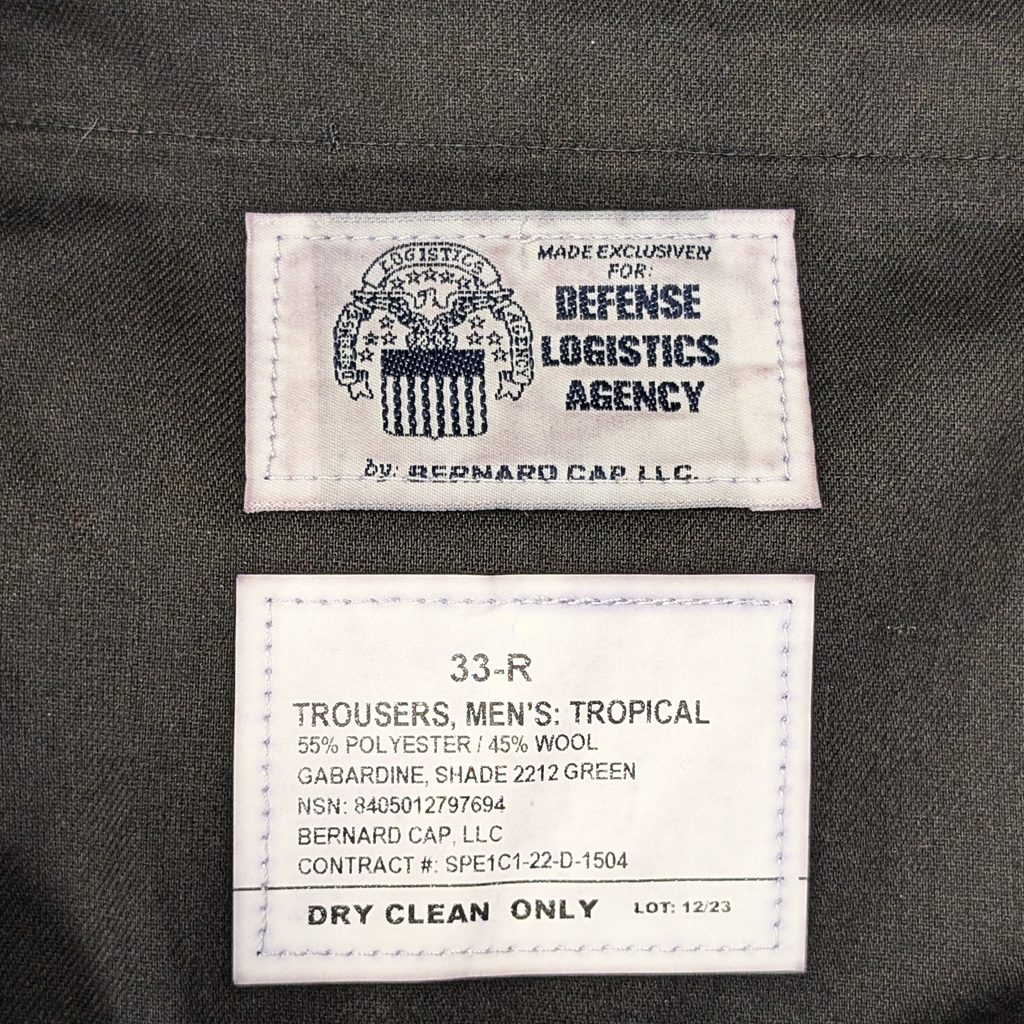 DEFENSE LOGISTICS AGENCY
MADE EXCLUSIVELY
FOR:
DEFENSE
LOGISTICS
AGENCY
by: BERNARD CAP LLC.
33-R
TROUSERS, MEN'S: TROPICAL
55% POLYESTER / 45% WOOL
GABARDINE, SHADE 2212 GREEN
NSN: 8405012797694
BERNARD CAP, LLC
CONTRACT #: SPE1C1-22-D-1504
DRY CLEAN ONLY LOT: 12/23